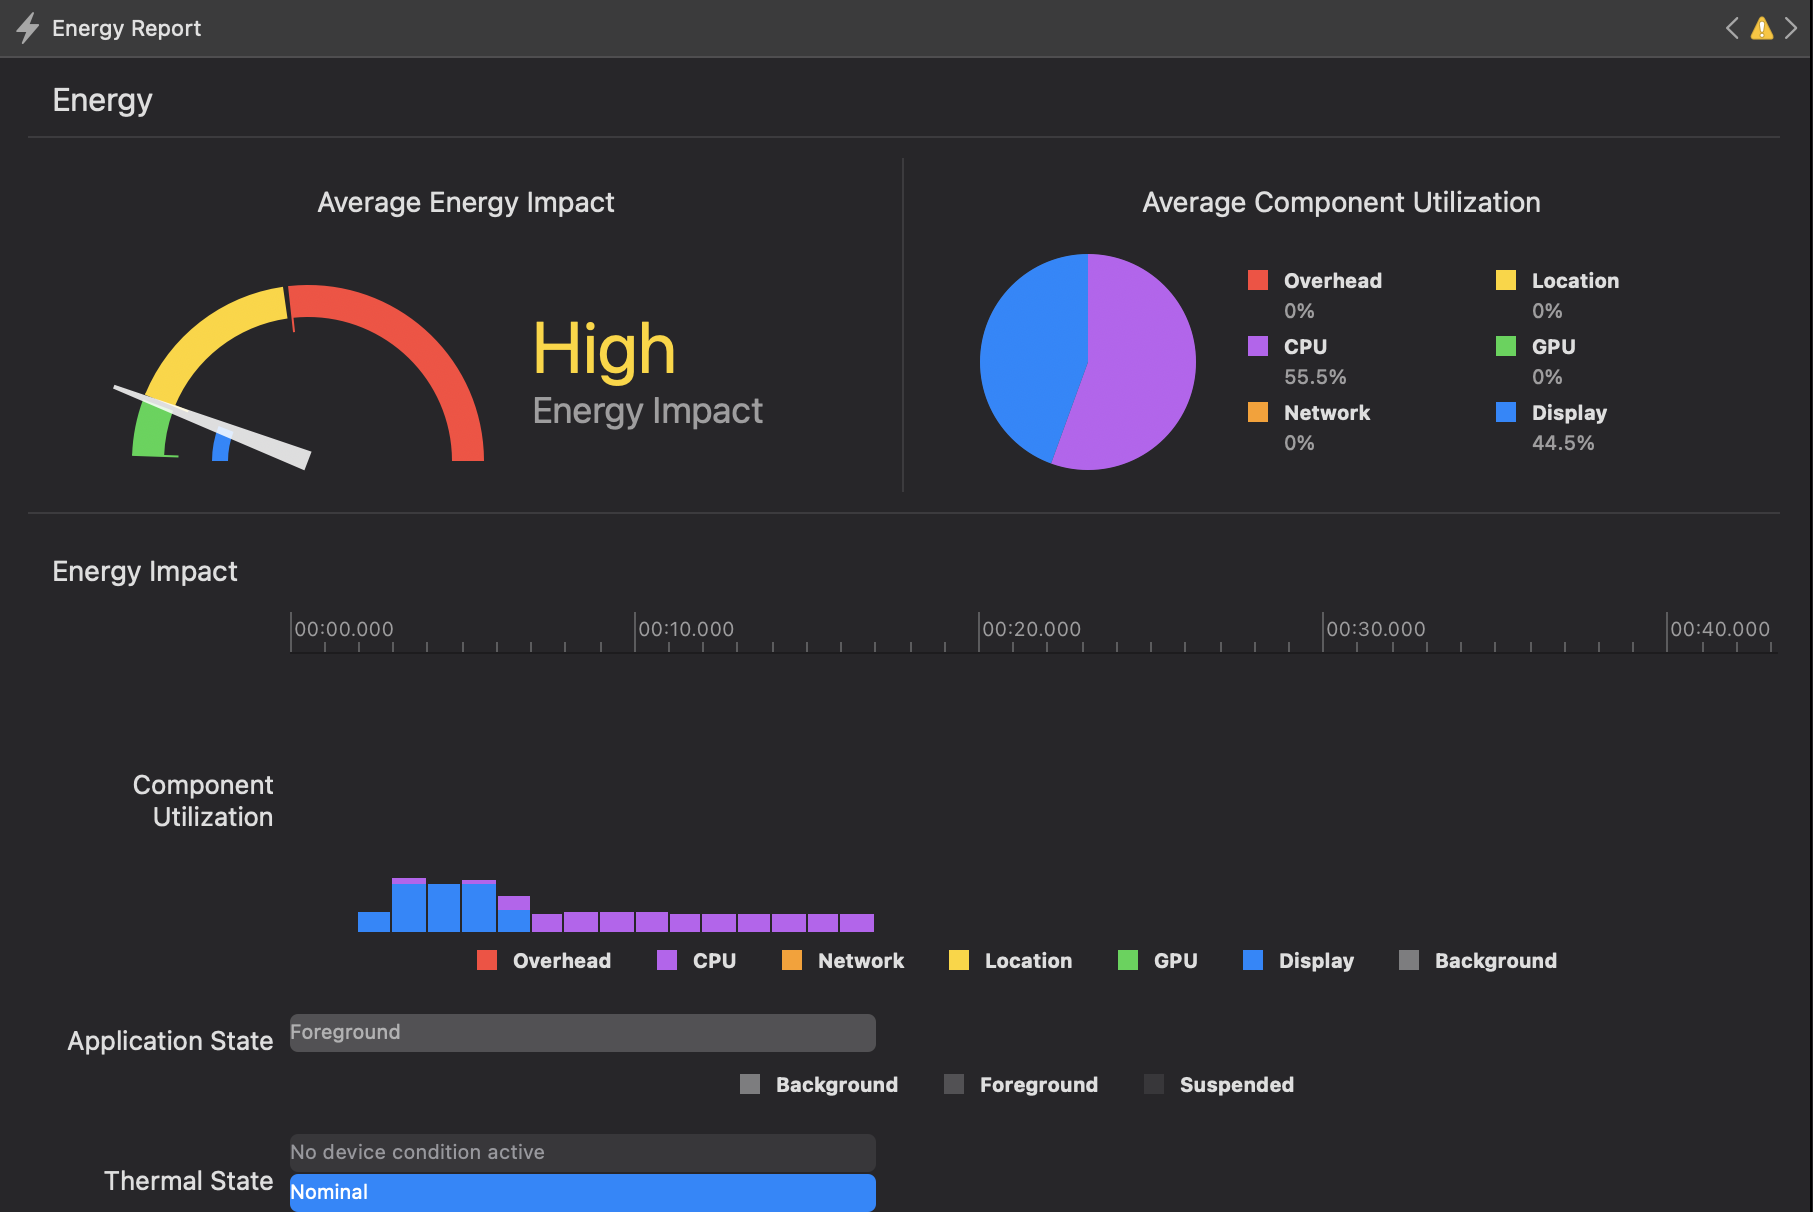 Energy Report
Energy
Average Energy Impact
High
Energy Impact
Average Component Utilization
Overhead
0%
Location
0%
CPU
55.5%
GPU
0%
Network
0%
Display
44.5%
Energy Impact
00:00.000 00:10.000 00:20.000 00:30.000 00:40.000
Component
Utilization
Overhead CPU Network Location GPU Display Background
Application State
Foreground
Background Foreground Suspended
Thermal State
No device condition active
Nominal